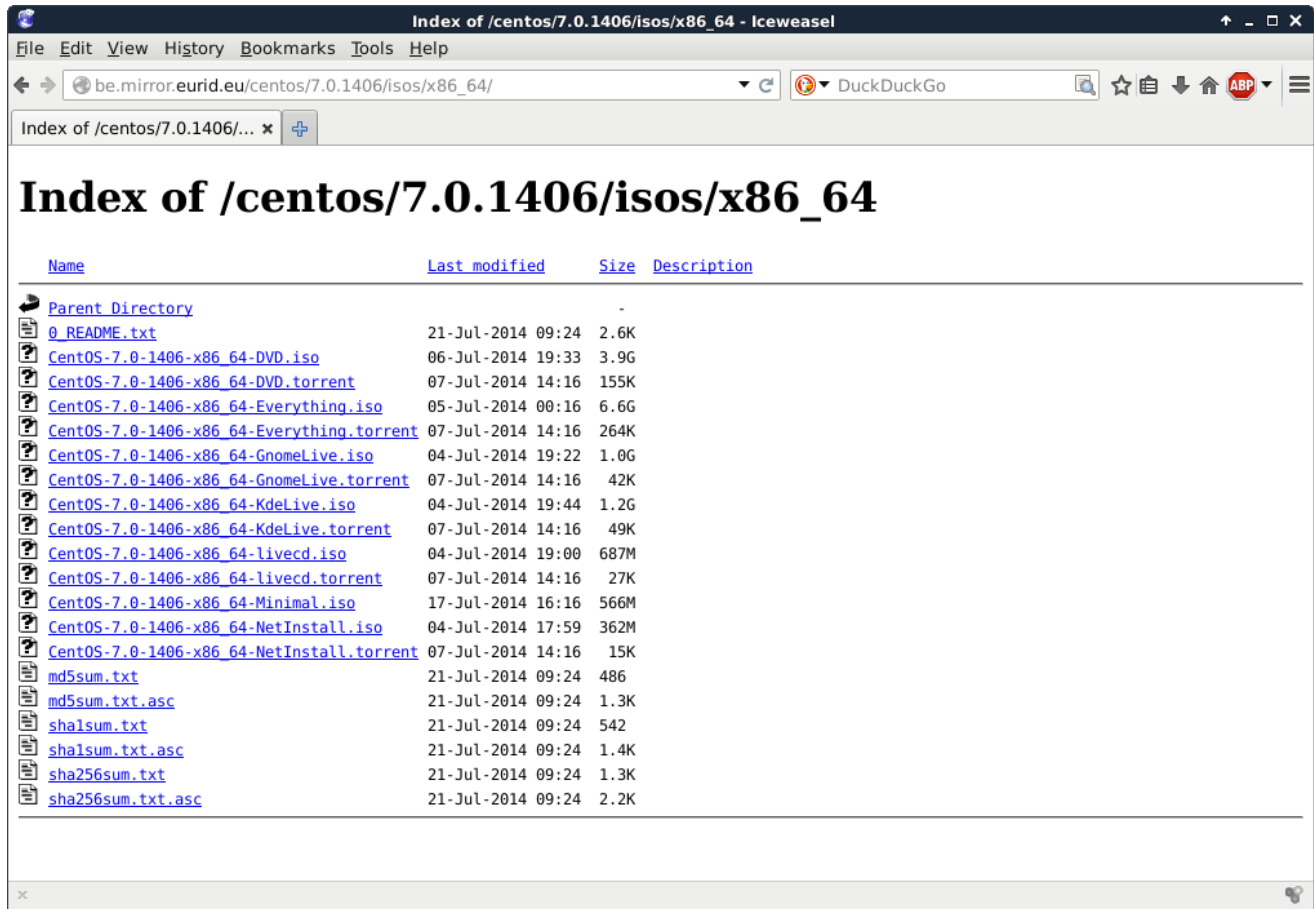 Index of /centos/7.0.1406/isos/x86_64 - Iceweasel
File Edit View History Bookmarks Tools Help
be.mirror.eurid.eu/centos/7.0.1406/isos/x86_64/ DuckDuckGo ABP
Index of /centos/7.0.1406/...
Index of /centos/7.0.1406/isos/x86_64
Name Last modified Size Description
Parent Directory -
0_README.txt 21-Jul-2014 09:24 2.6K
CentOS-7.0-1406-x86_64-DVD.iso 06-Jul-2014 19:33 3.9G
CentOS-7.0-1406-x86_64-DVD.torrent 07-Jul-2014 14:16 155K
CentOS-7.0-1406-x86_64-Everything.iso 05-Jul-2014 00:16 6.6G
CentOS-7.0-1406-x86_64-Everything.torrent 07-Jul-2014 14:16 264K
CentOS-7.0-1406-x86_64-GnomeLive.iso 04-Jul-2014 19:22 1.0G
CentOS-7.0-1406-x86_64-GnomeLive.torrent 07-Jul-2014 14:16 42K
CentOS-7.0-1406-x86_64-KdeLive.iso 04-Jul-2014 19:44 1.2G
CentOS-7.0-1406-x86_64-KdeLive.torrent 07-Jul-2014 14:16 49K
CentOS-7.0-1406-x86_64-livecd.iso 04-Jul-2014 19:00 687M
CentOS-7.0-1406-x86_64-livecd.torrent 07-Jul-2014 14:16 27K
CentOS-7.0-1406-x86_64-Minimal.iso 17-Jul-2014 16:16 566M
CentOS-7.0-1406-x86_64-NetInstall.iso 04-Jul-2014 17:59 362M
CentOS-7.0-1406-x86_64-NetInstall.torrent 07-Jul-2014 14:16 15K
md5sum.txt 21-Jul-2014 09:24 486
md5sum.txt.asc 21-Jul-2014 09:24 1.3K
sha1sum.txt 21-Jul-2014 09:24 542
sha1sum.txt.asc 21-Jul-2014 09:24 1.4K
sha256sum.txt 21-Jul-2014 09:24 1.3K
sha256sum.txt.asc 21-Jul-2014 09:24 2.2K